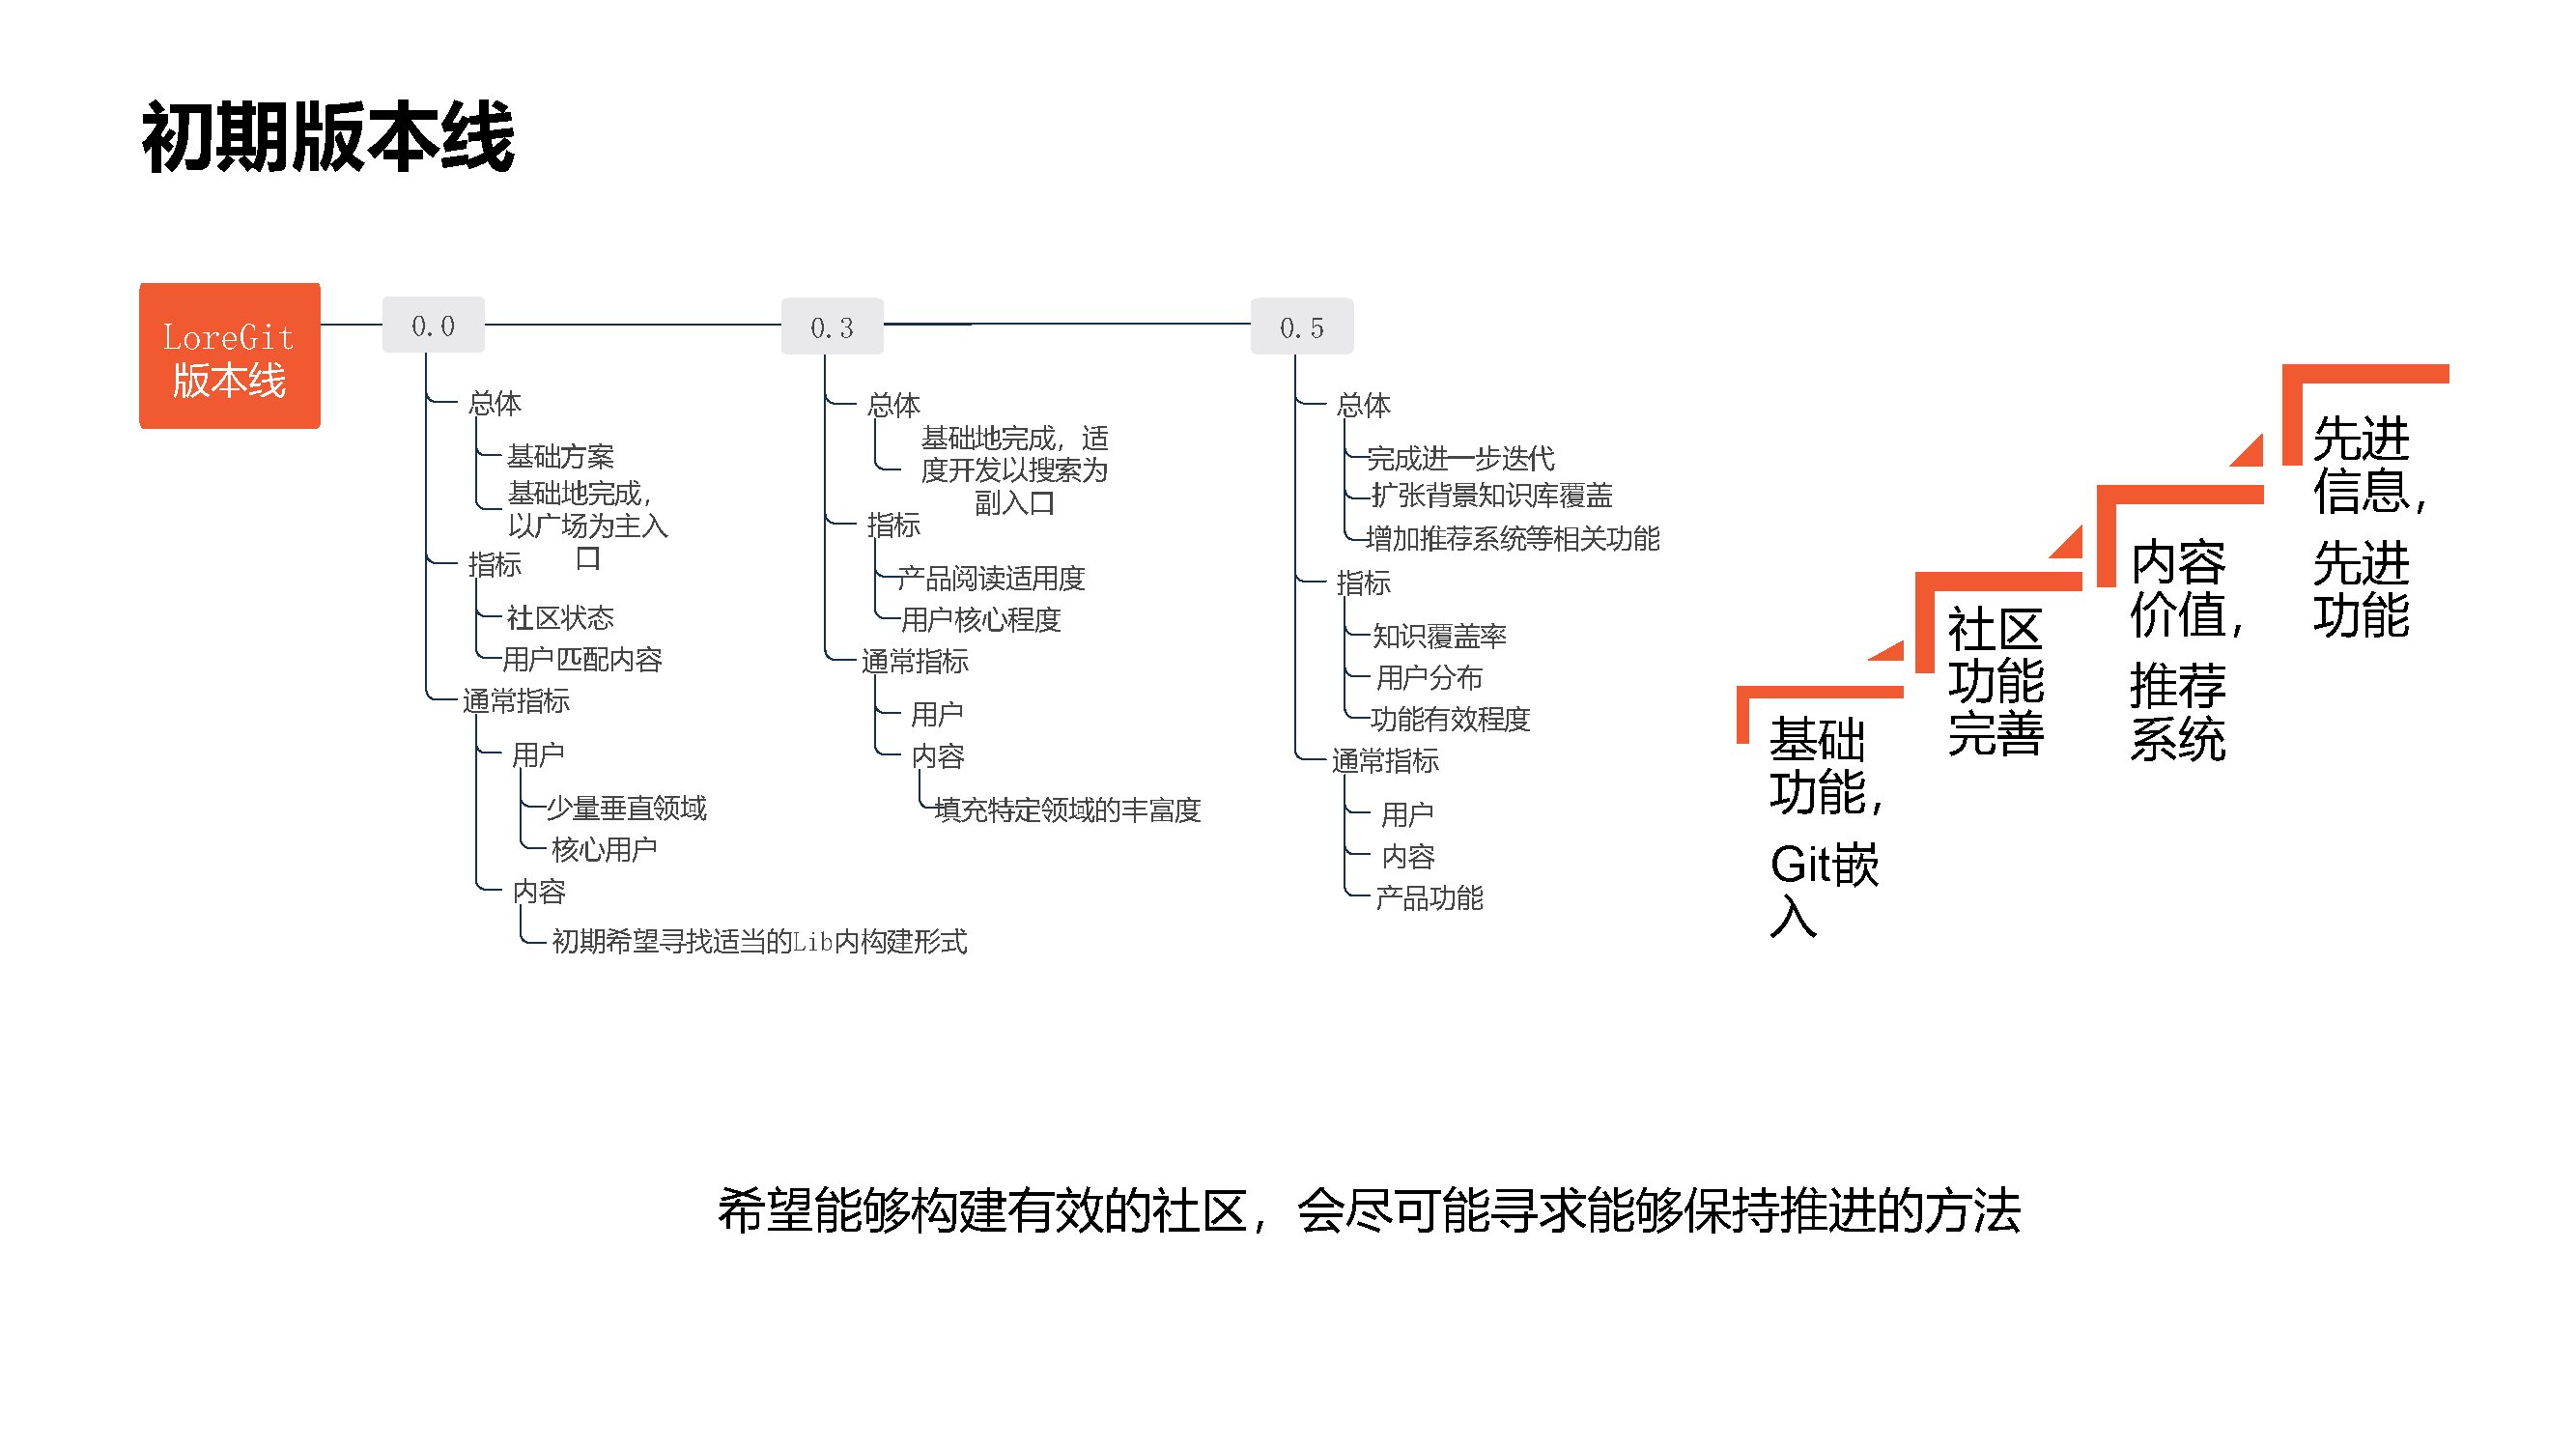 初期版本线
LoreGit
版本线
0.0
总体
基础方案
基础地完成，
以广场为主入
口
指标
社区状态
用户匹配内容
通常指标
用户
少量垂直领域
核心用户
内容
初期希望寻找适当的Lib内构建形式
0.3
总体
基础地完成，适
度开发以搜索为
副入口
指标
产品阅读适用度
用户核心程度
通常指标
用户
内容
填充特定领域的丰富度
0.5
总体
完成进一步迭代
扩张背景知识库覆盖
增加推荐系统等相关功能
指标
知识覆盖率
用户分布
功能有效程度
通常指标
用户
内容
产品功能
基础
功能，
Git嵌
入
社区
功能
完善
内容
价值，
推荐
系统
先进
信息，
先进
功能
希望能够构建有效的社区，会尽可能寻求能够保持推进的方法